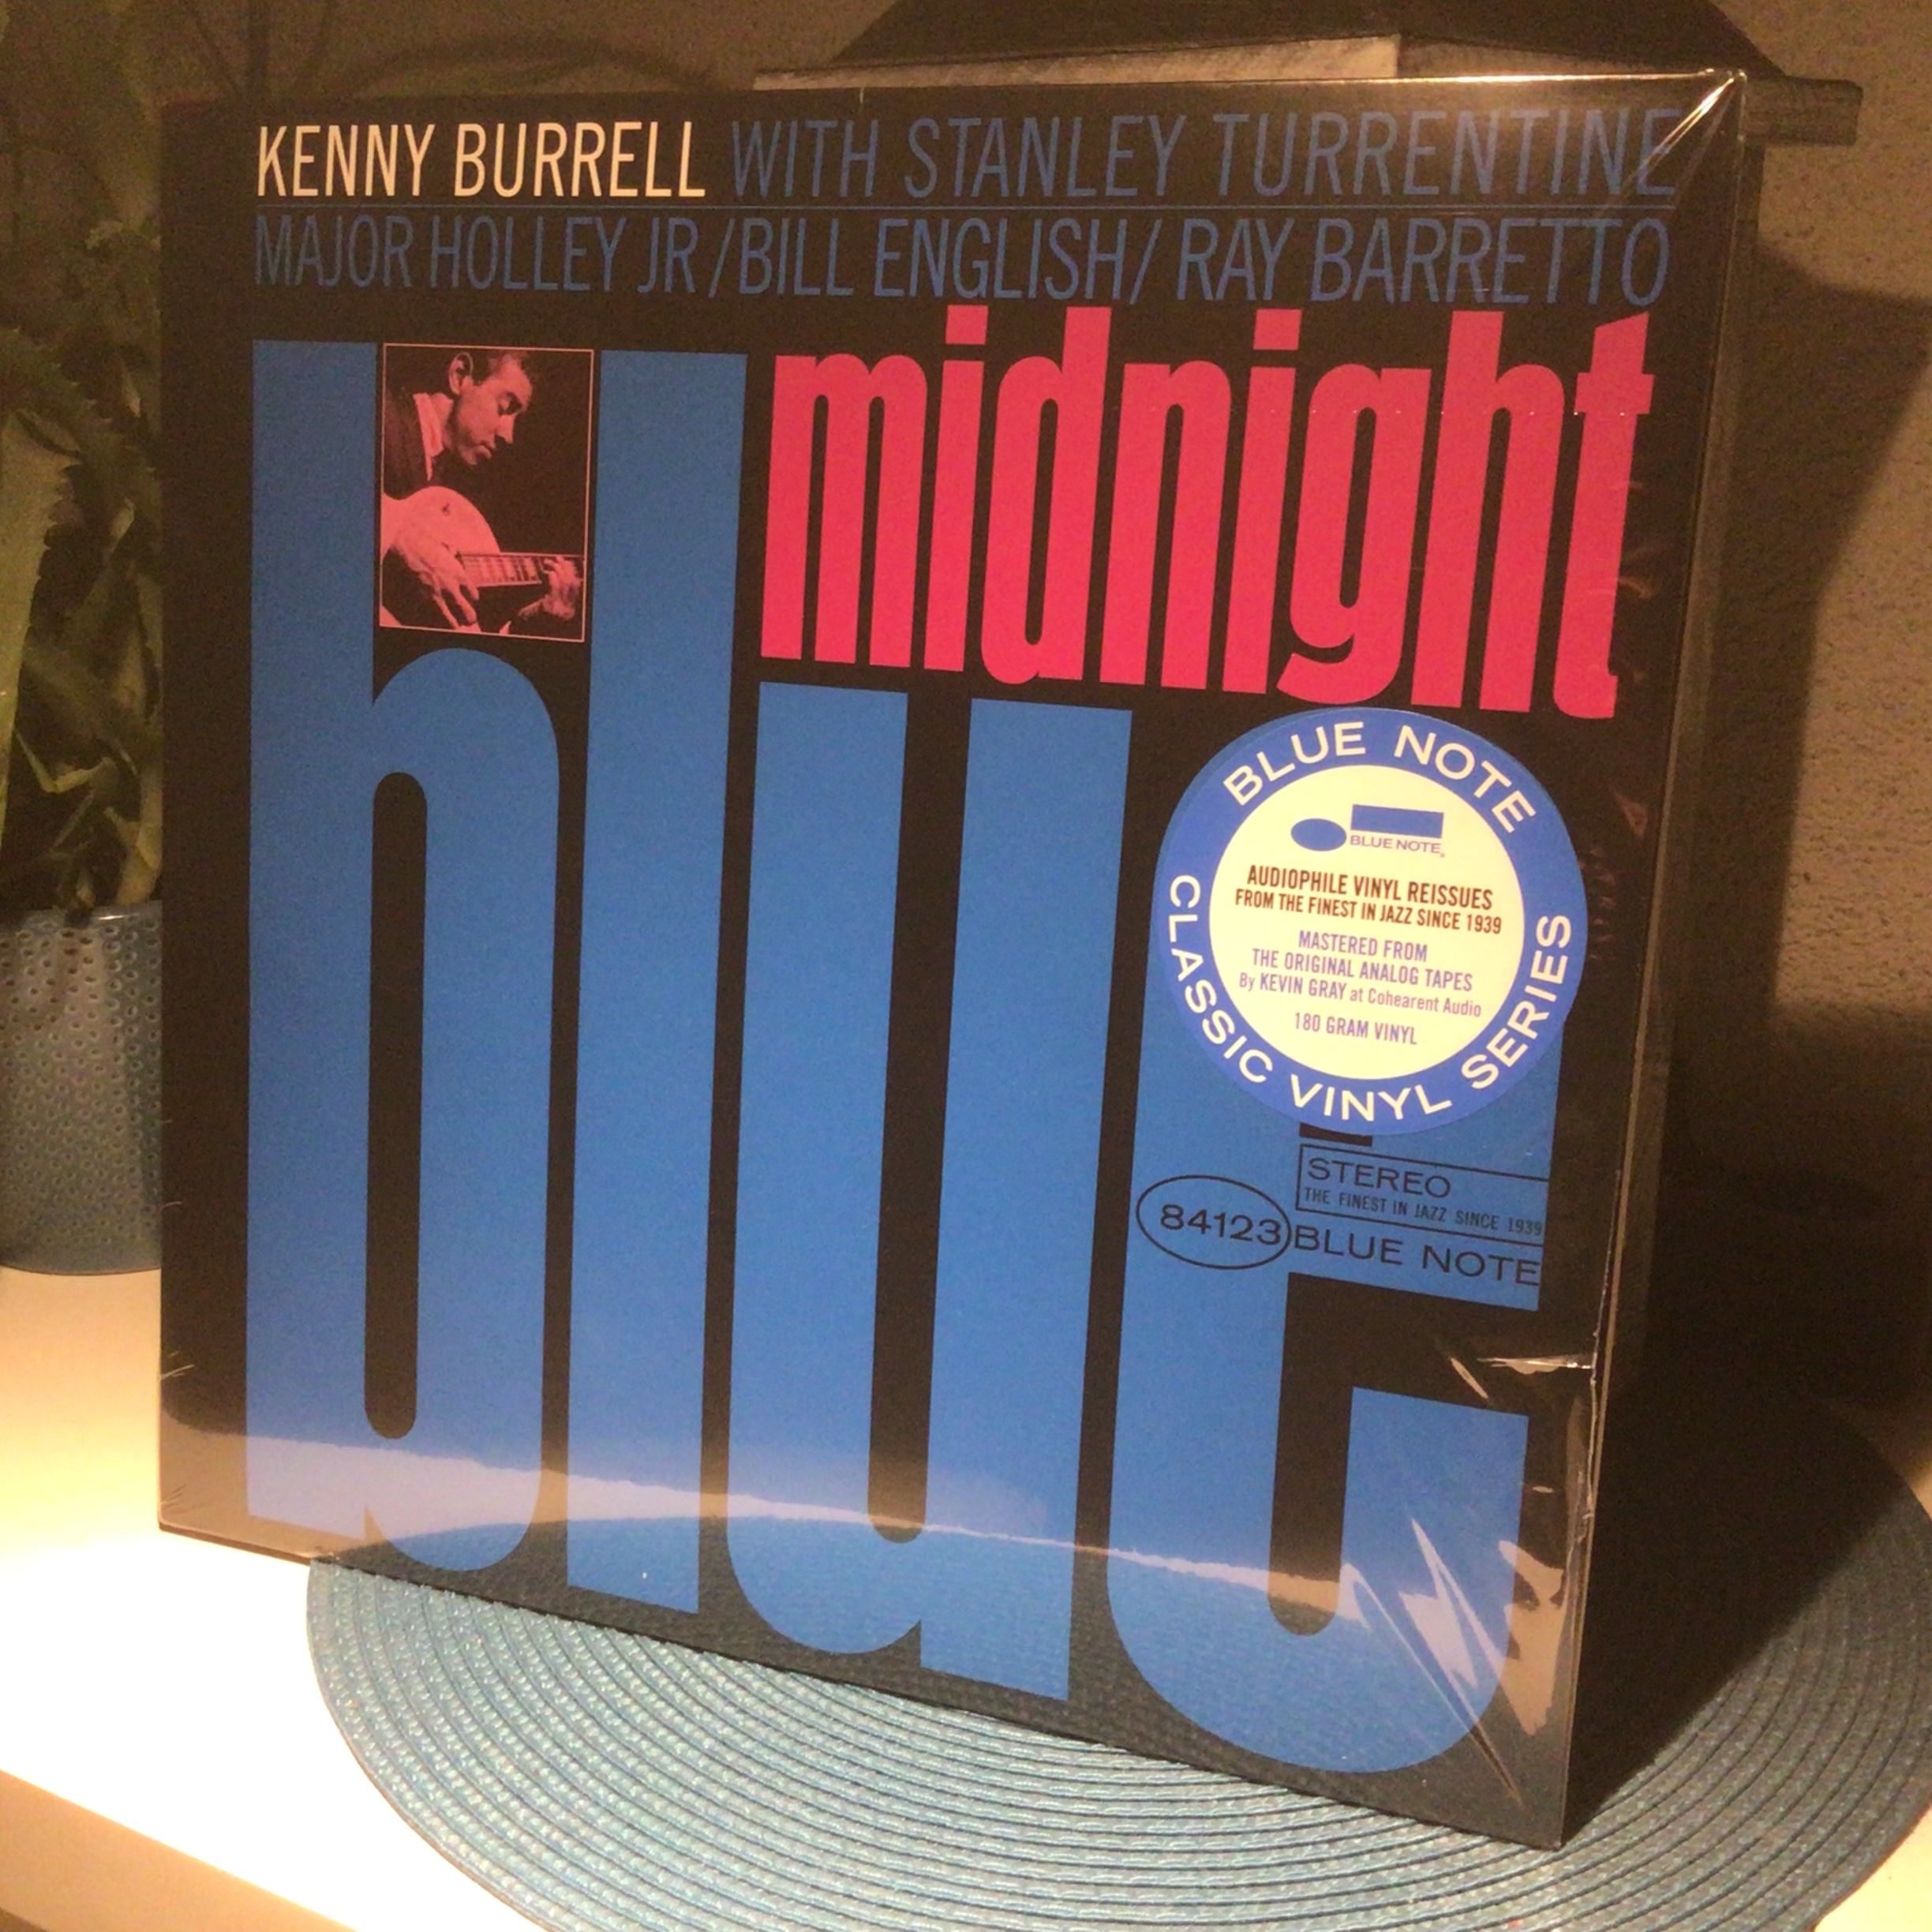 KENNY BURRELL WITH STANLEY TURRENTINE
MAJOR HOLLEY JR / BILL ENGLISH / RAY BARRETTO
midnight
blue
BLUE NOTE
BLUE NOTE
AUDIOPHILE VINYL REISSUES
FROM THE FINEST IN JAZZ SINCE 1939
MASTERED FROM
THE ORIGINAL ANALOG TAPES
By KEVIN GRAY at Cohearent Audio
180 GRAM VINYL
CLASSIC VINYL SERIES
STEREO
THE FINEST IN JAZZ SINCE 1939
84123 BLUE NOTE